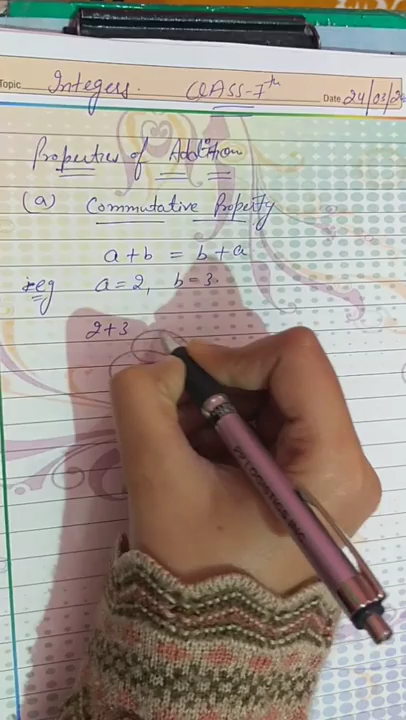 Topic Integers. CLASS-7th Date 24/03/2
Properties of Addition
(a) Commutative Property
a+b = b+a
eg a=2, b=3.
2+3